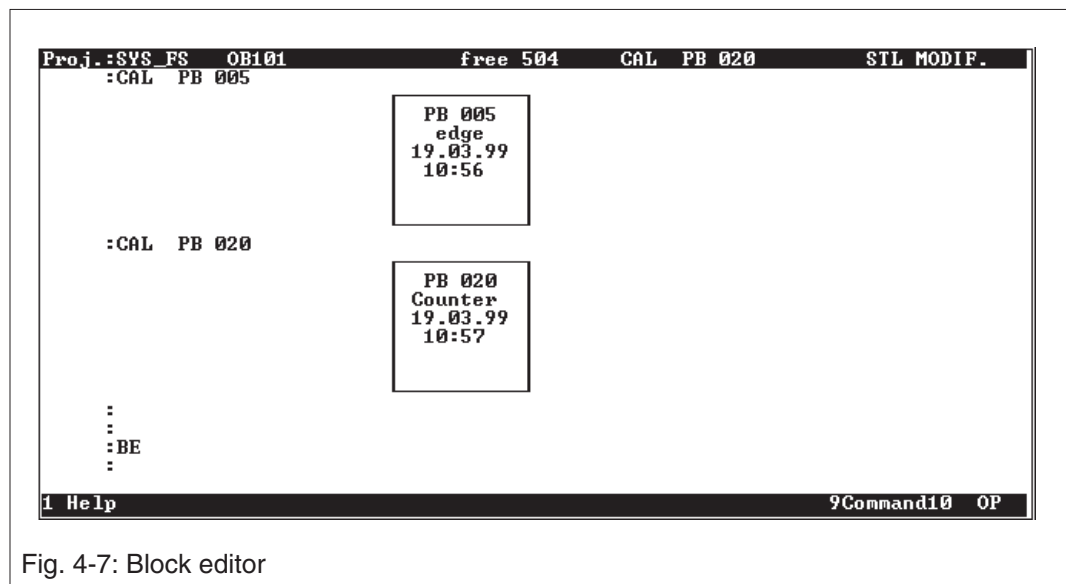 Proj.:SYS_FS OB101 free 504 CAL PB 020 STL MODIF.
:CAL PB 005
PB 005
edge
19.03.99
10:56
:CAL PB 020
PB 020
Counter
19.03.99
10:57
:
:
:BE
:
1 Help 9Command10 OP
Fig. 4-7: Block editor